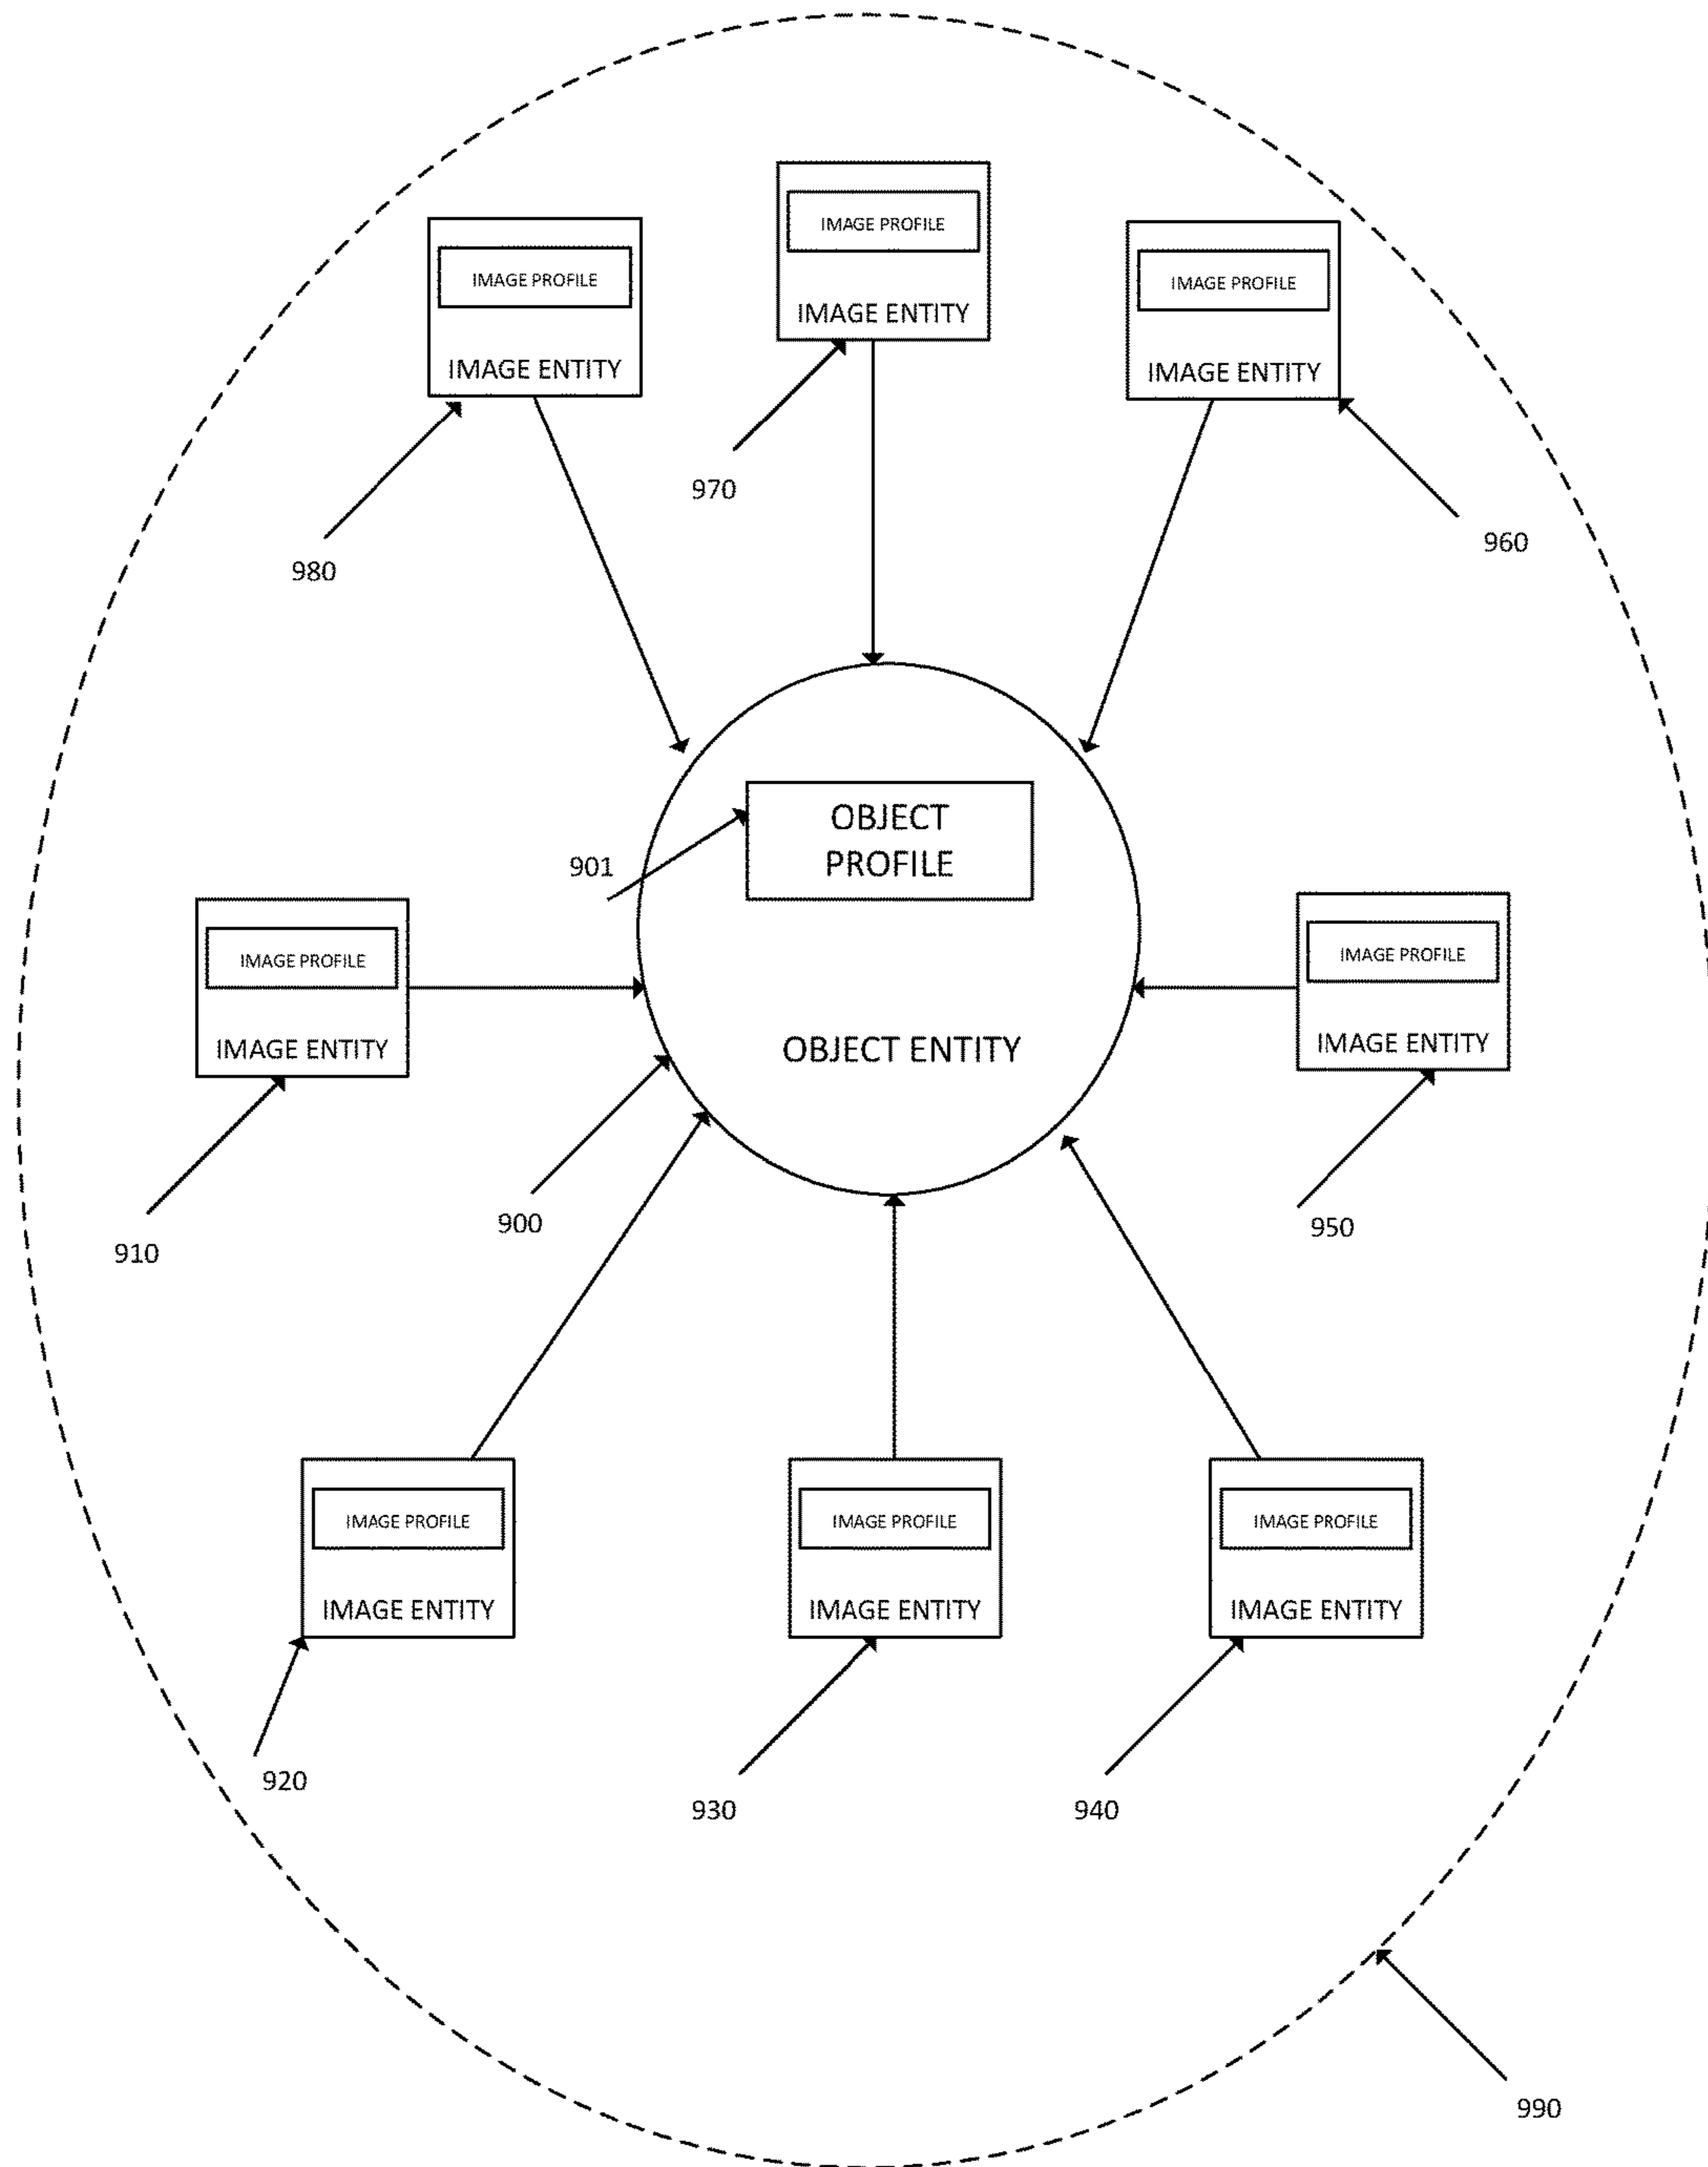 IMAGE PROFILE
IMAGE ENTITY
970
IMAGE PROFILE
IMAGE ENTITY
980
IMAGE PROFILE
IMAGE ENTITY
960
901
OBJECT
PROFILE
OBJECT ENTITY
900
IMAGE PROFILE
IMAGE ENTITY
910
IMAGE PROFILE
IMAGE ENTITY
950
IMAGE PROFILE
IMAGE ENTITY
920
IMAGE PROFILE
IMAGE ENTITY
930
IMAGE PROFILE
IMAGE ENTITY
940
990